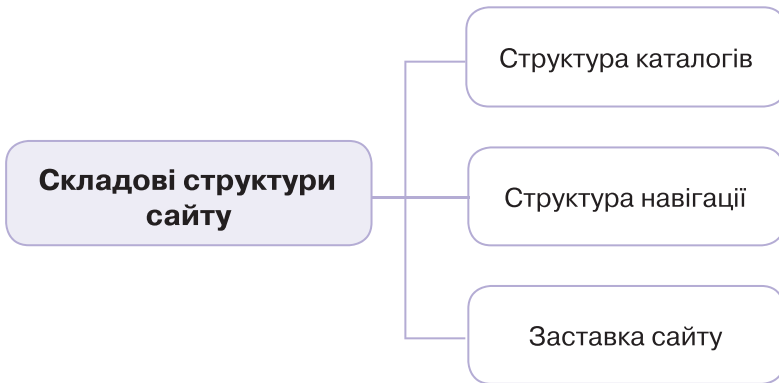 Структура каталогів
Складові структури
сайту
Структура навігації
Заставка сайту